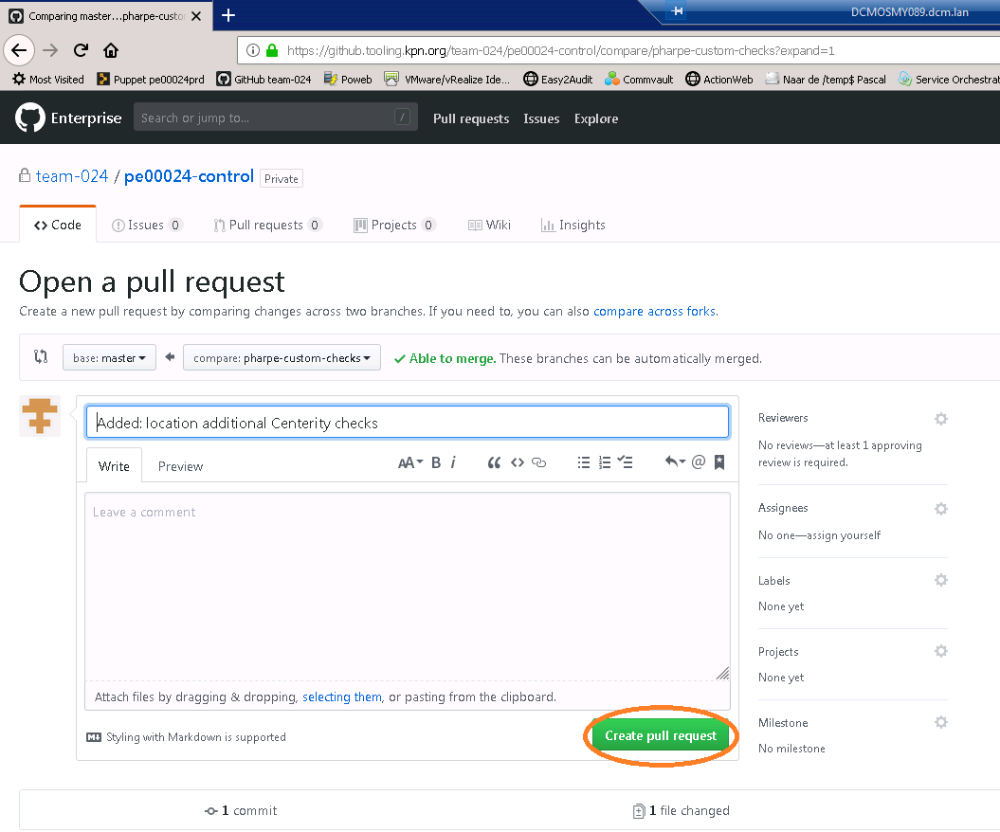 Comparing master...pharpe-custo
DCMOSMY089.dcm.lan
https://github.tooling.kpn.org/team-024/pe00024-control/compare/pharpe-custom-checks?expand=1
Most Visited Puppet pe00024prd GitHub team-024 Poweb VMware/vRealize Ide... Easy2Audit Commvault ActionWeb Naar de /temp$ Pascal Service Orchestrat
Enterprise Search or jump to... / Pull requests Issues Explore
team-024 / pe00024-control Private
<> Code Issues 0 Pull requests 0 Projects 0 Wiki Insights
Open a pull request
Create a new pull request by comparing changes across two branches. If you need to, you can also compare across forks.
base: master compare: pharpe-custom-checks Able to merge. These branches can be automatically merged.
Added: location additional Centerity checks
Write Preview AA B i “ <> @
Leave a comment
Attach files by dragging & dropping, selecting them, or pasting from the clipboard.
Styling with Markdown is supported
Create pull request
Reviewers
No reviews—at least 1 approving
review is required.
Assignees
No one—assign yourself
Labels
None yet
Projects
None yet
Milestone
No milestone
1 commit 1 file changed